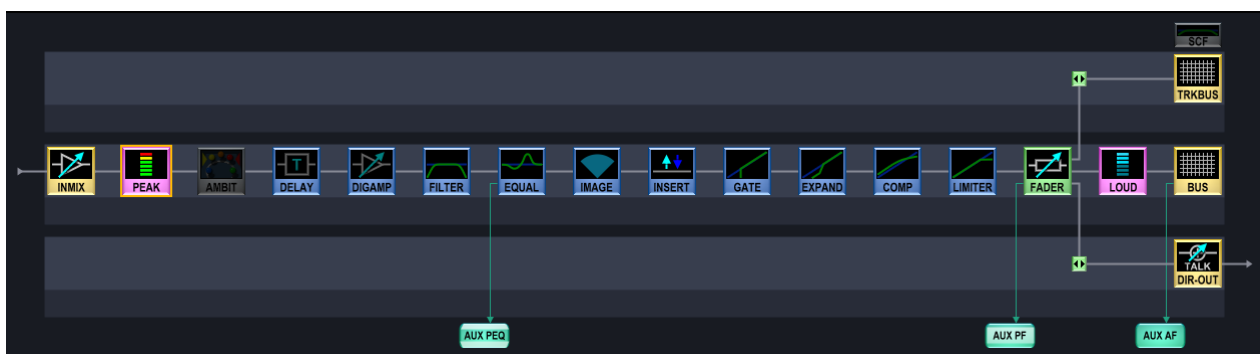 SCF
TRKBUS
INMIX
PEAK
AMBIT
DELAY
T
DIGAMP
FILTER
EQUAL
IMAGE
INSERT
GATE
EXPAND
COMP
LIMITER
FADER
LOUD
BUS
TALK
DIR-OUT
AUX PEQ
AUX PF
AUX AF